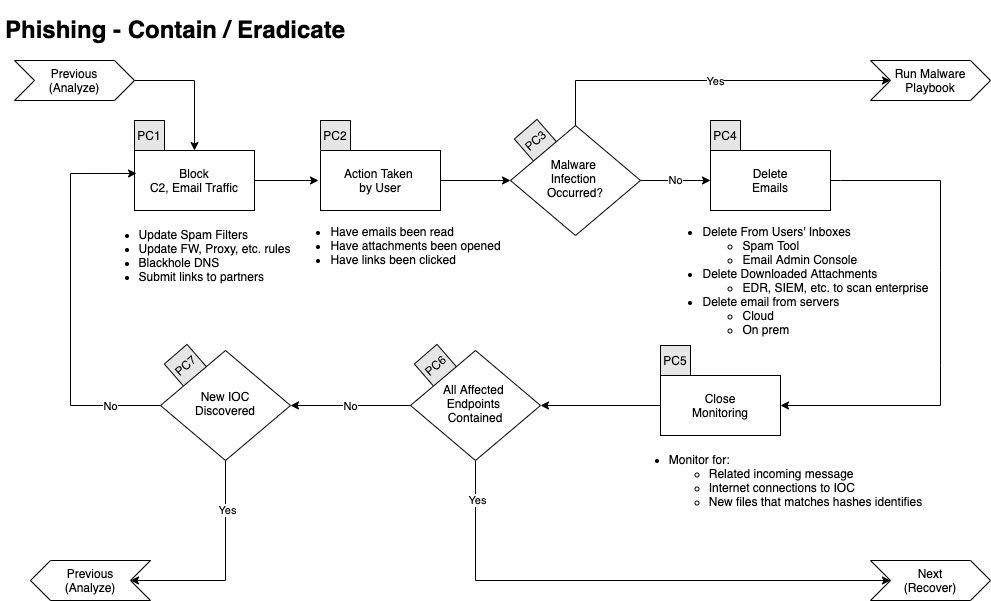 Phishing - Contain / Eradicate
Previous
(Analyze)
Yes
Run Malware
Playbook
PC1
Block
C2, Email Traffic
Update Spam Filters
Update FW, Proxy, etc. rules
Blackhole DNS
Submit links to partners
PC2
Action Taken
by User
Have emails been read
Have attachments been opened
Have links been clicked
PC3
Malware
Infection
Occurred?
No
PC4
Delete
Emails
Delete From Users' Inboxes
Spam Tool
Email Admin Console
Delete Downloaded Attachments
EDR, SIEM, etc. to scan enterprise
Delete email from servers
Cloud
On prem
PC5
Close
Monitoring
Monitor for:
Related incoming message
Internet connections to IOC
New files that matches hashes identifies
PC6
All Affected
Endpoints
Contained
No
Yes
PC7
New IOC
Discovered
No
Yes
Previous
(Analyze)
Next
(Recover)